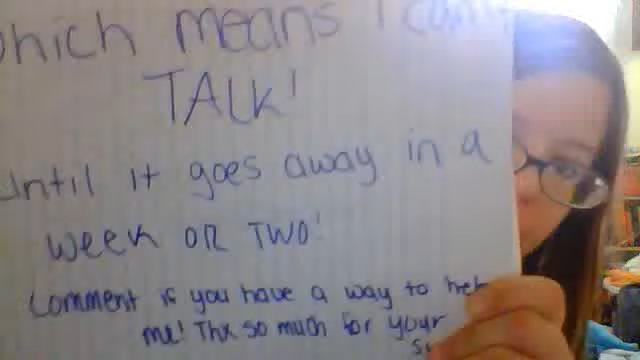 which means I can't
TALK!
Until it goes away in a
week OR TWO!
Comment if you have a way to help
me! Thx so much for your